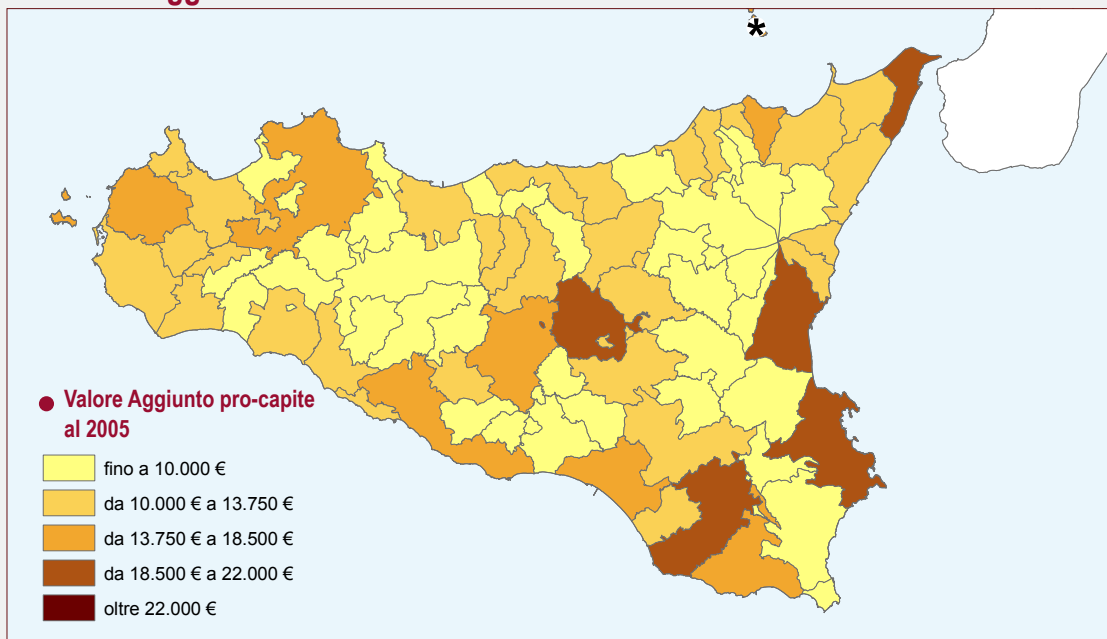 *
Valore Aggiunto pro-capite
al 2005
fino a 10.000 €
da 10.000 € a 13.750 €
da 13.750 € a 18.500 €
da 18.500 € a 22.000 €
oltre 22.000 €